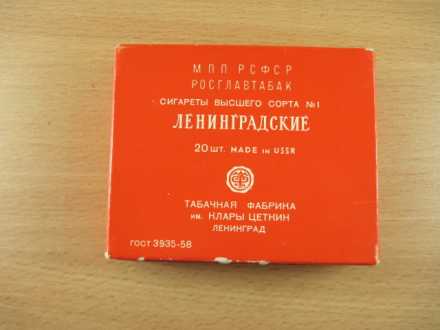 МПП РСФСР
РОСГЛАВТАБАК
СИГАРЕТЫ ВЫСШЕГО СОРТА №1
ЛЕНИНГРАДСКИЕ
20 ШТ. MADE IN USSR
ТАБАЧНАЯ ФАБРИКА
ИМ. КЛАРЫ ЦЕТКИН
ЛЕНИНГРАД
ГОСТ 3935-58